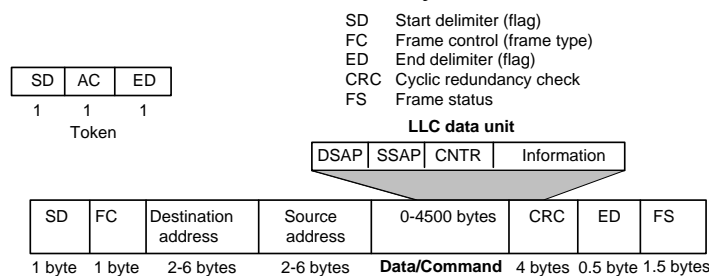 SD Start delimiter (flag)
FC Frame control (frame type)
ED End delimiter (flag)
CRC Cyclic redundancy check
FS Frame status
SD AC ED
1 1 1
Token
LLC data unit
DSAP SSAP CNTR Information
SD FC Destination address Source address 0-4500 bytes CRC ED FS
1 byte 1 byte 2-6 bytes 2-6 bytes Data/Command 4 bytes 0.5 byte 1.5 bytes